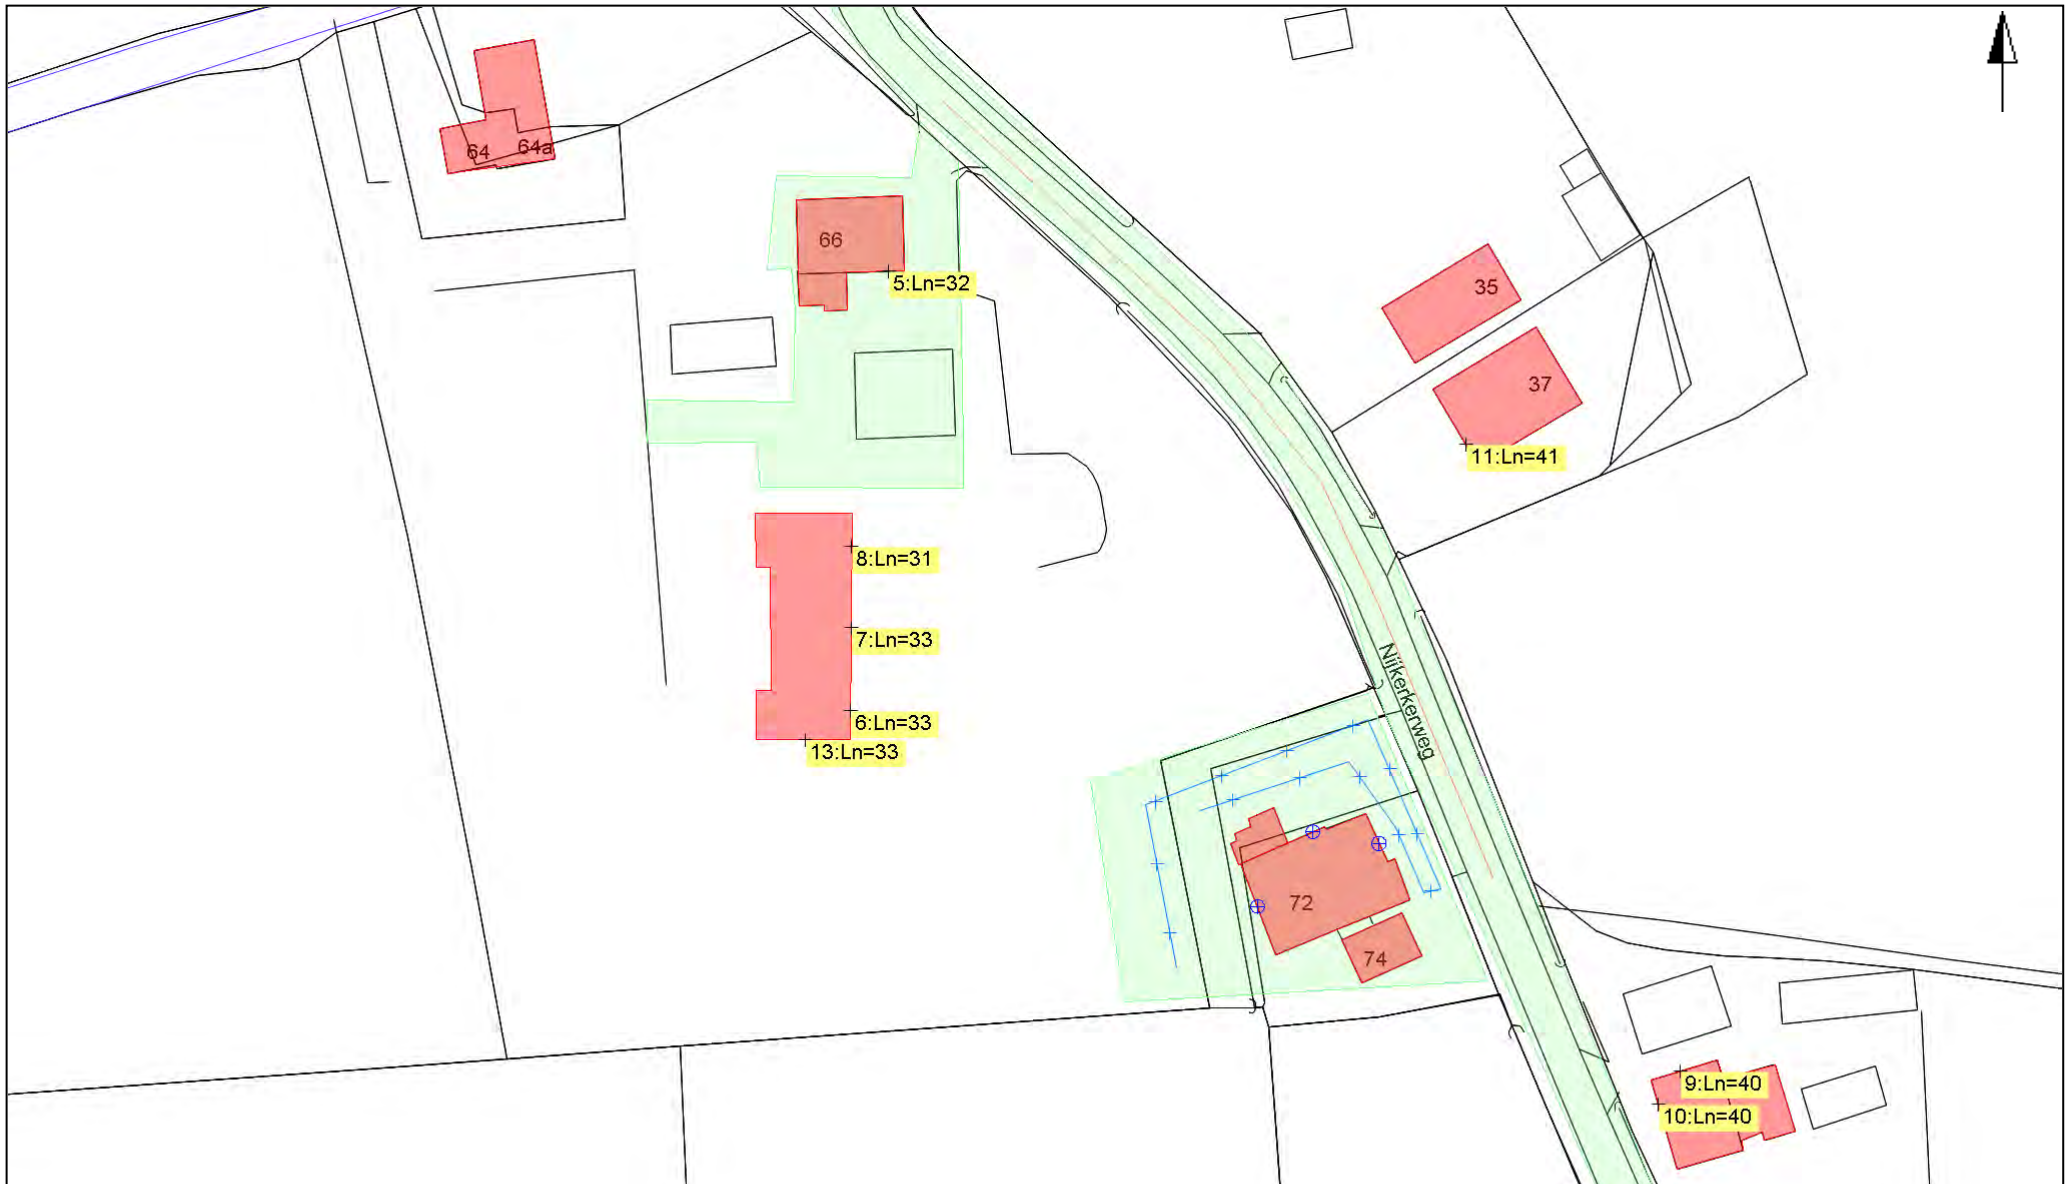 64
64a
66
5:Ln=32
35
37
11:Ln=41
8:Ln=31
7:Ln=33
6:Ln=33
13:Ln=33
Nijkerkerweg
72
74
9:Ln=40
10:Ln=40